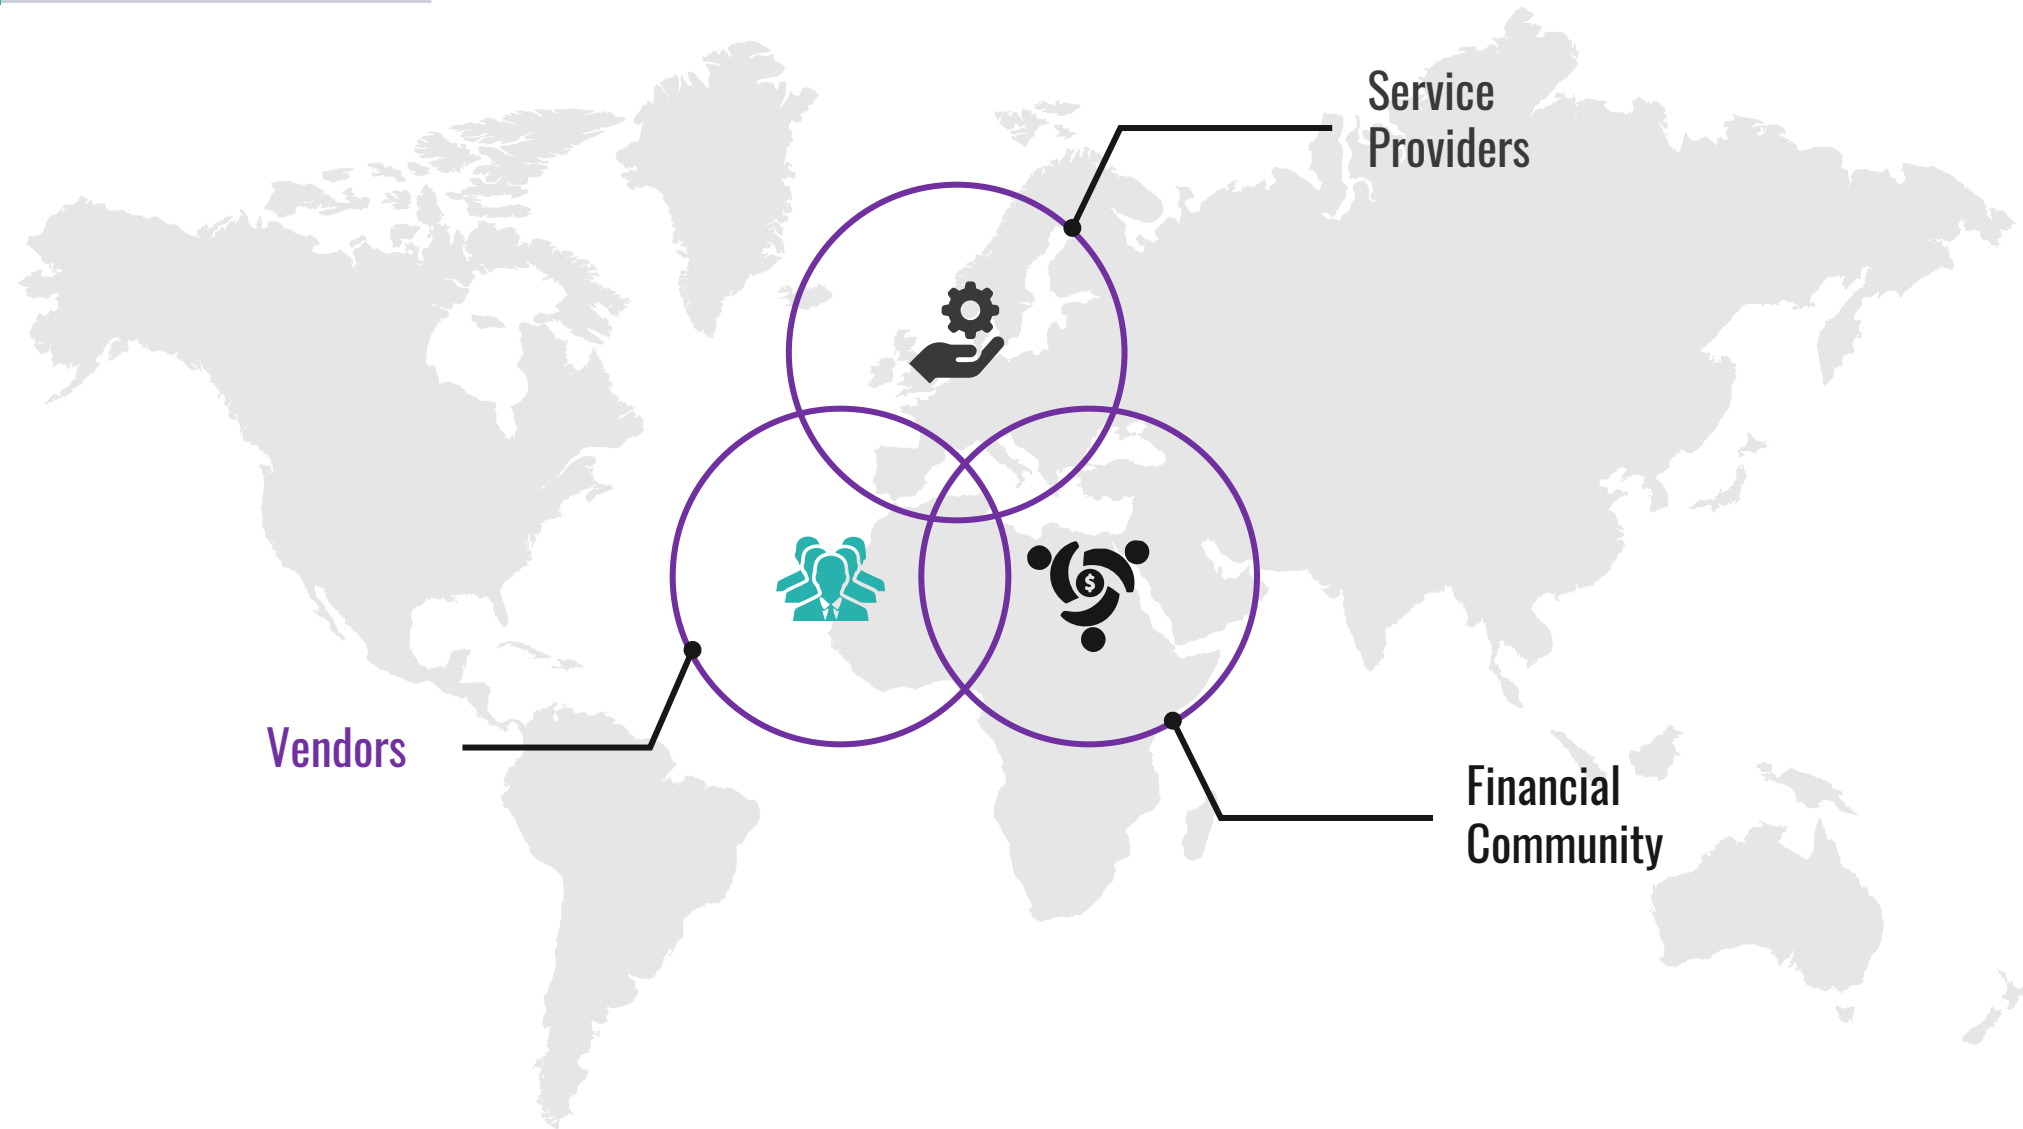 Service
Providers
$
Vendors
Financial
Community